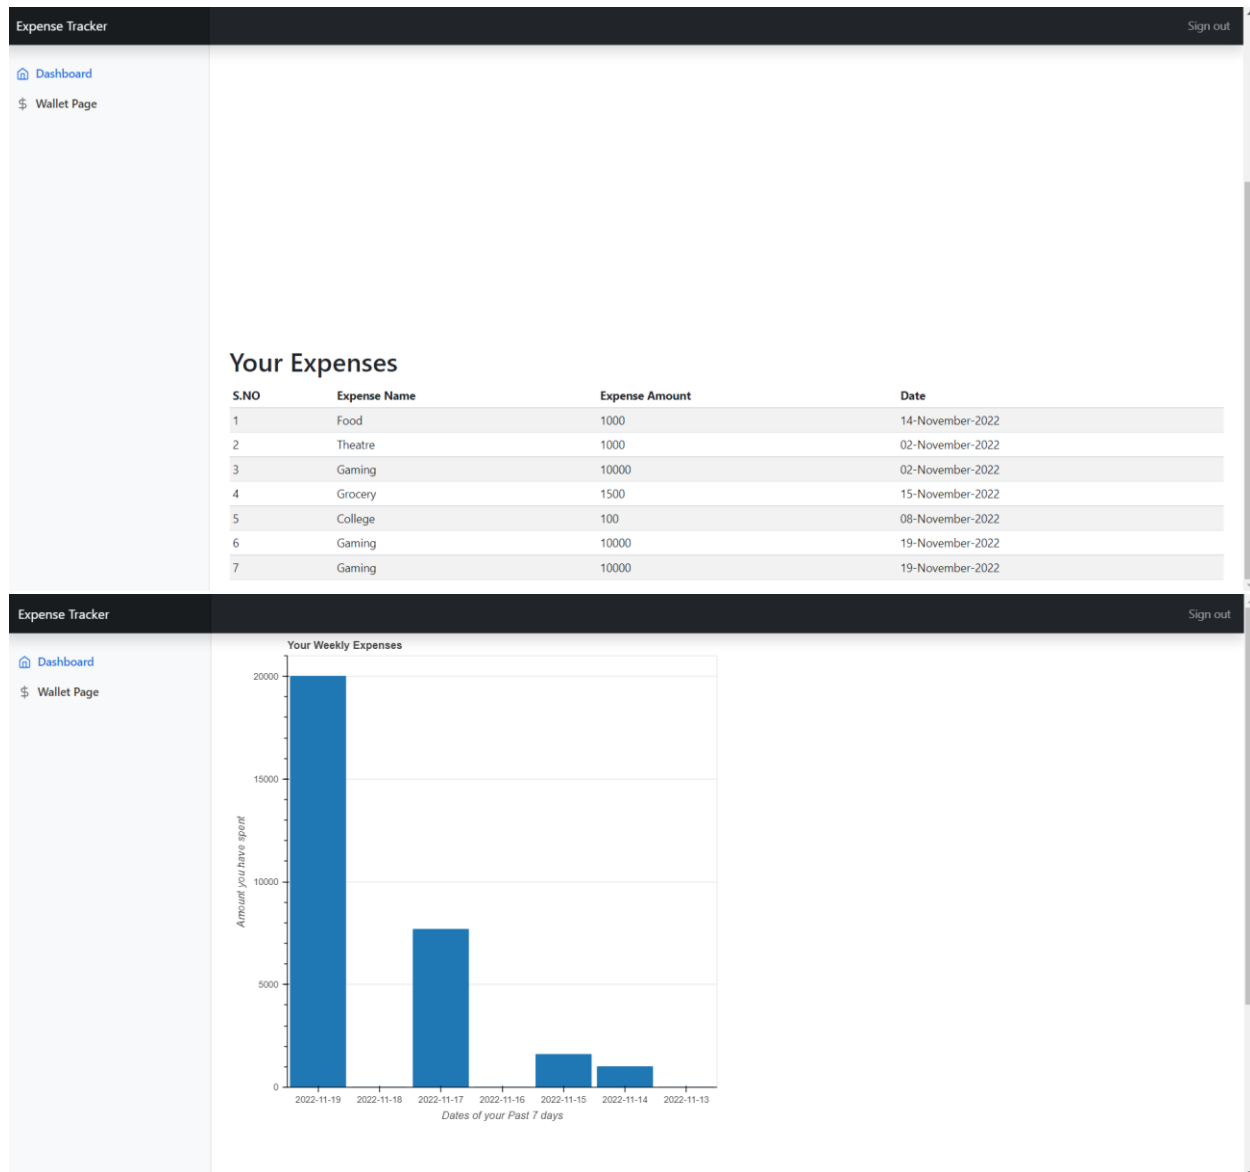 Expense Tracker Sign out
Dashboard
$ Wallet Page
Your Expenses
S.NO Expense Name Expense Amount Date
1 Food 1000 14-November-2022
2 Theatre 1000 02-November-2022
3 Gaming 10000 02-November-2022
4 Grocery 1500 15-November-2022
5 College 100 08-November-2022
6 Gaming 10000 19-November-2022
7 Gaming 10000 19-November-2022
Expense Tracker Sign out
Dashboard
$ Wallet Page
Your Weekly Expenses
20000
15000
10000
5000
0
Amount you have spent
2022-11-19 2022-11-18 2022-11-17 2022-11-16 2022-11-15 2022-11-14 2022-11-13
Dates of your Past 7 days